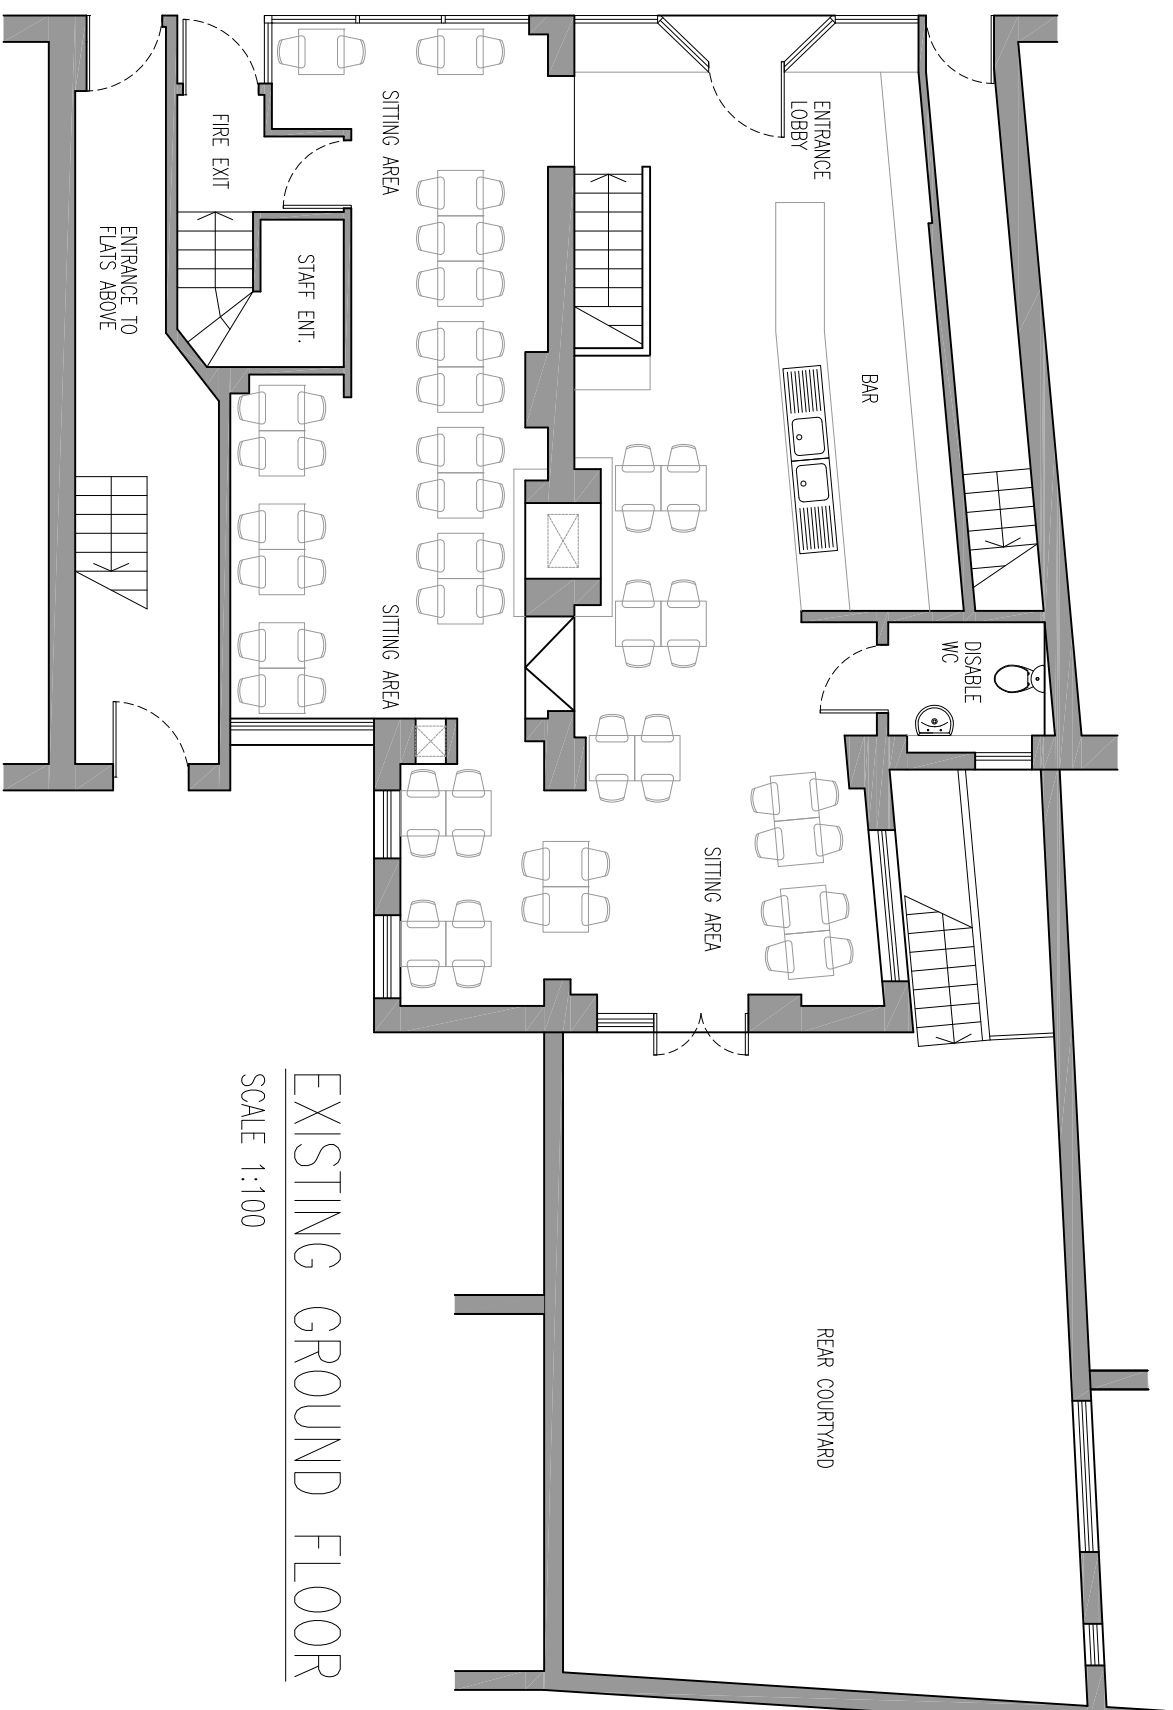 ENTRANCE
LOBBY
BAR
DISABLE
WC
SITTING AREA
FIRE EXIT
STAFF ENT.
ENTRANCE TO
FLATS ABOVE
SITTING AREA
SITTING AREA
REAR COURTYARD
EXISTING GROUND FLOOR
SCALE 1:100